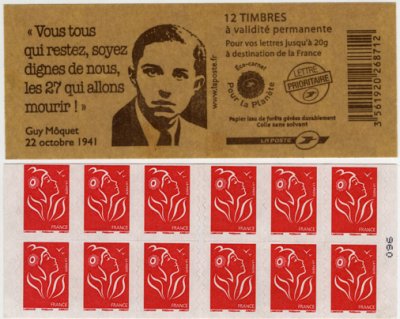 « Vous tous
qui restez, soyez
dignes de nous,
les 27 qui allons
mourir ! »
Guy Môquet
22 octobre 1941
www.laposte.fr
12 TIMBRES
à validité permanente
Pour vos lettres jusqu'à 20g
à destination de la France
Eco-carnet
Pour la Planète
LETTRE
PRIORITAIRE
Papier issu de forêts gérées durablement
Colle sans solvant
LA POSTE
3 561920 268712
FRANCE
FRANCE
FRANCE
FRANCE
FRANCE
FRANCE
FRANCE
FRANCE
FRANCE
FRANCE
FRANCE
FRANCE
096